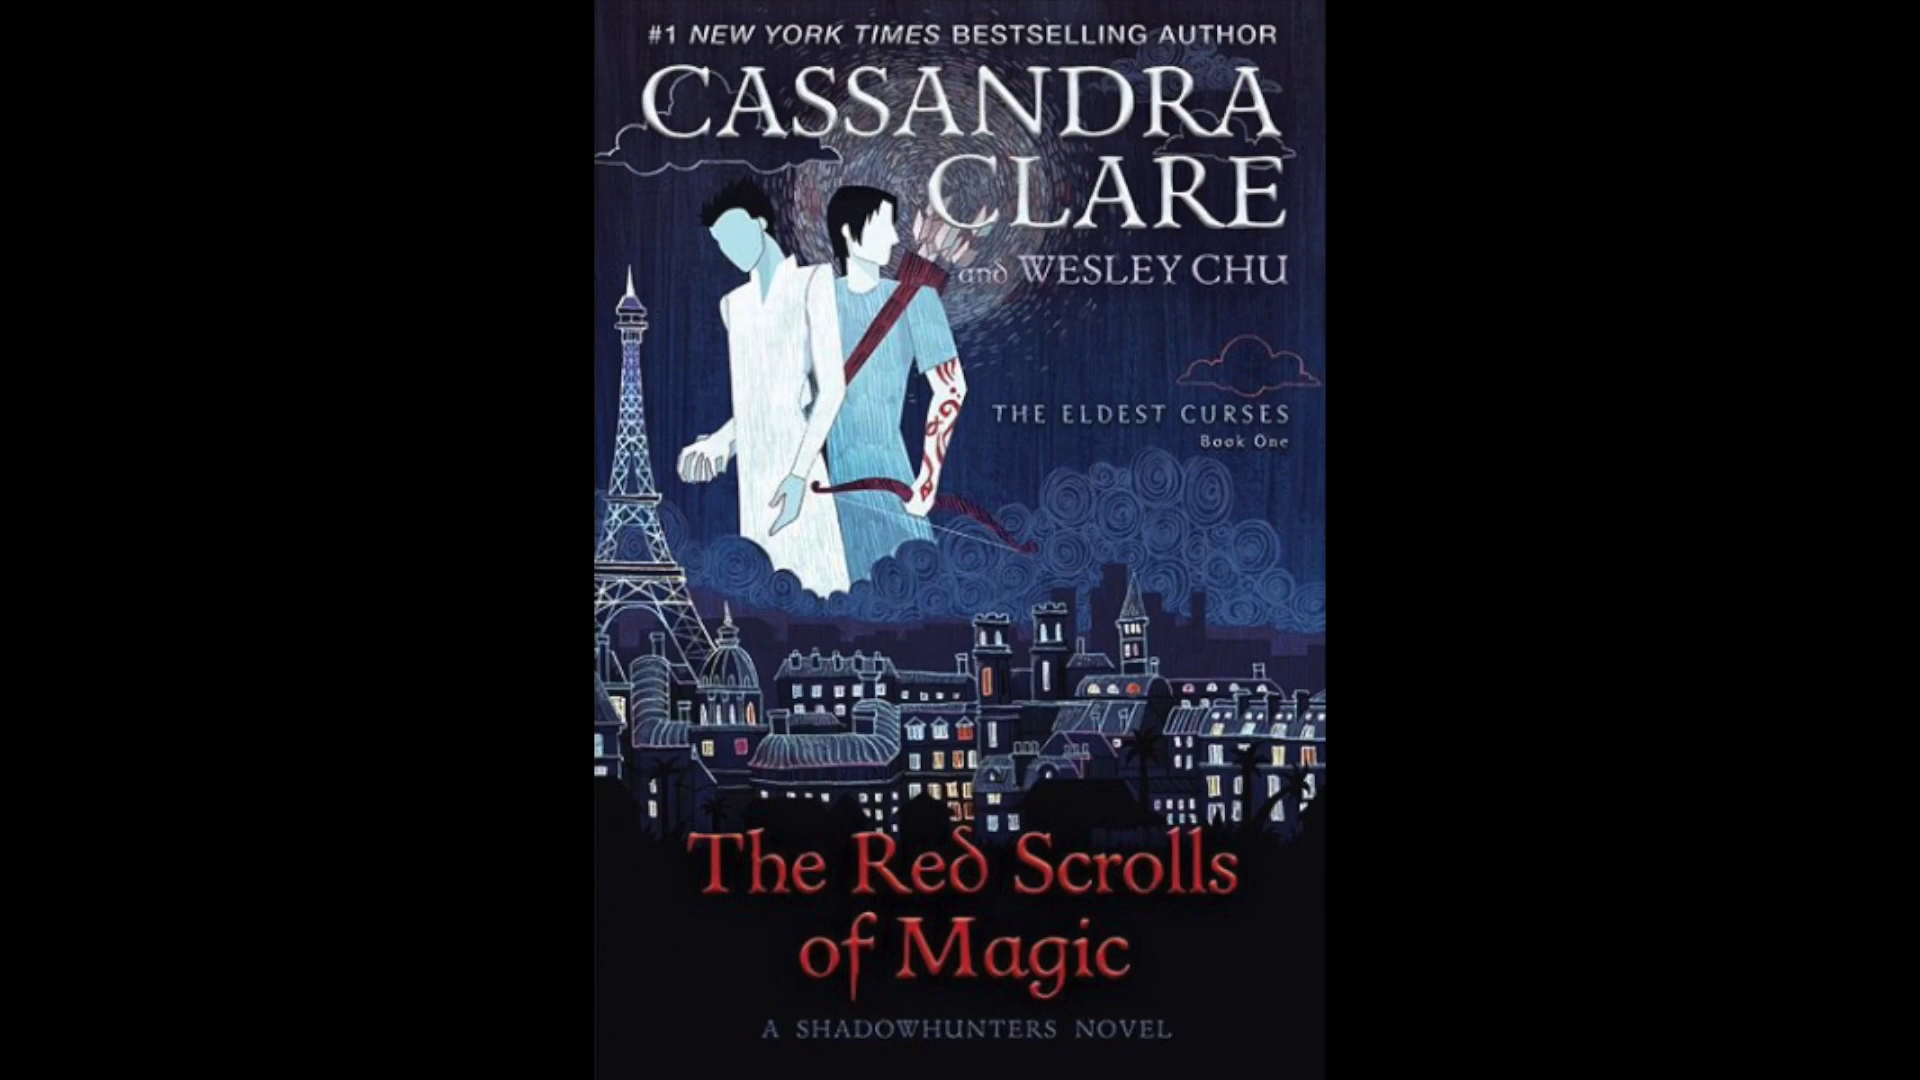 #1 NEW YORK TIMES BESTSELLING AUTHOR
CASSANDRA
CLARE
and WESLEY CHU
THE ELDEST CURSES
Book One
The Red Scrolls
of Magic
A SHADOWHUNTERS NOVEL